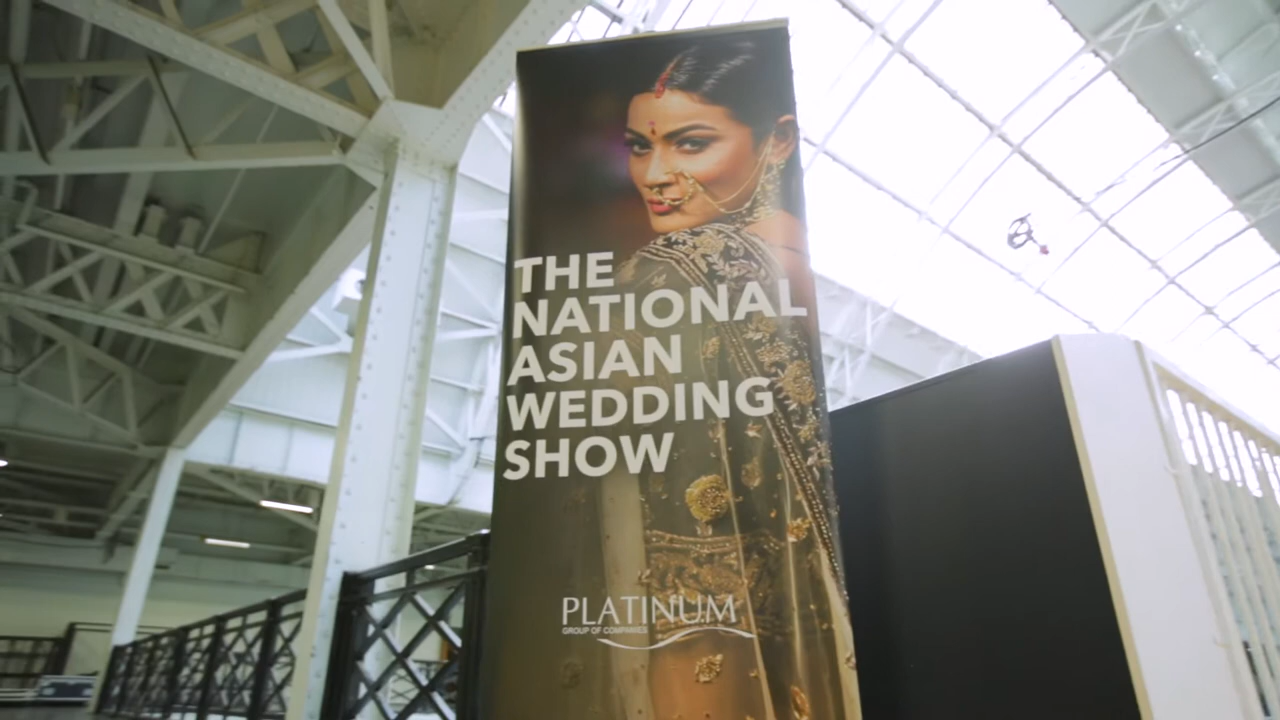 THE
NATIONAL
ASIAN
WEDDING
SHOW
PLATINUM
GROUP OF COMPANIES